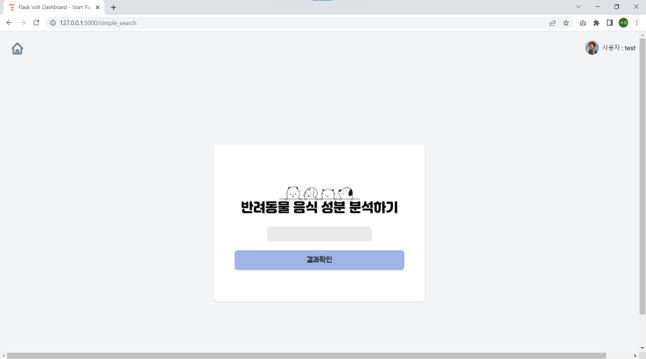 Flask Volt Dashboard - Start Pa
127.0.0.1:5000/simple_search
사용자 : test
반려동물 음식 성분 분석하기
결과확인